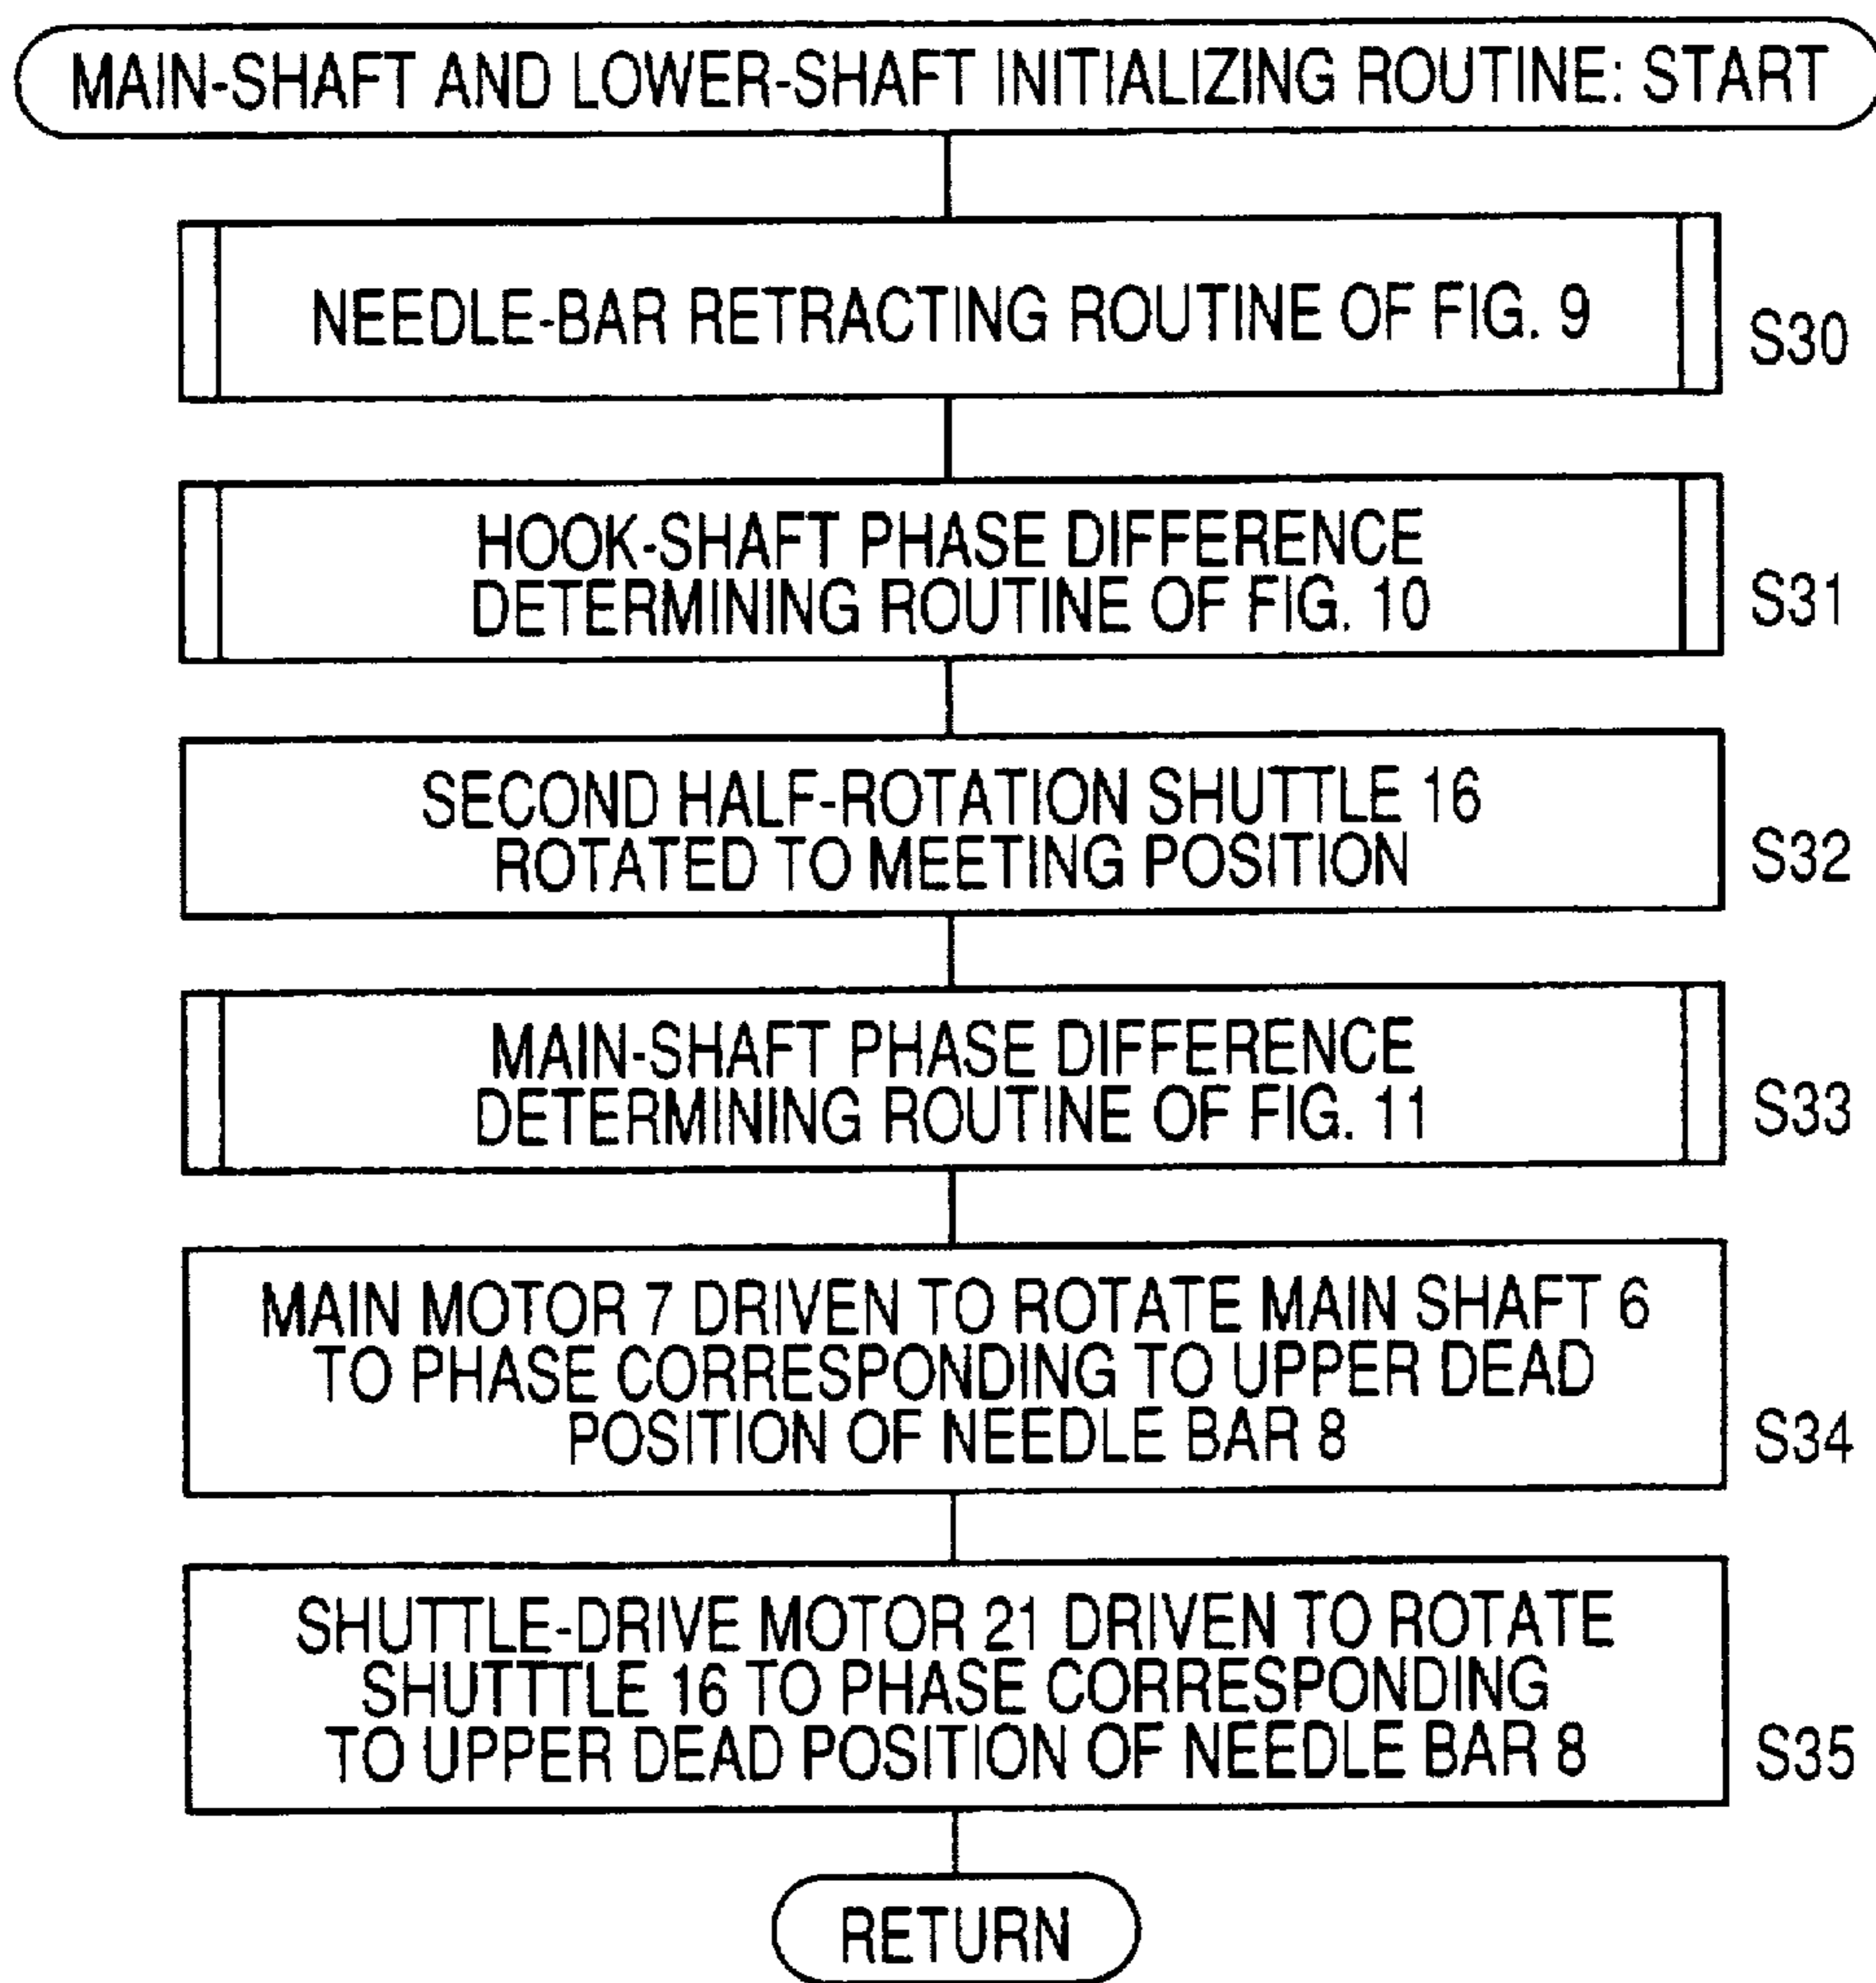 MAIN-SHAFT AND LOWER-SHAFT INITIALIZING ROUTINE: START
NEEDLE-BAR RETRACTING ROUTINE OF FIG. 9
S30
HOOK-SHAFT PHASE DIFFERENCE
DETERMINING ROUTINE OF FIG. 10
S31
SECOND HALF-ROTATION SHUTTLE 16
ROTATED TO MEETING POSITION
S32
MAIN-SHAFT PHASE DIFFERENCE
DETERMINING ROUTINE OF FIG. 11
S33
MAIN MOTOR 7 DRIVEN TO ROTATE MAIN SHAFT 6
TO PHASE CORRESPONDING TO UPPER DEAD
POSITION OF NEEDLE BAR 8
S34
SHUTTLE-DRIVE MOTOR 21 DRIVEN TO ROTATE
SHUTTTLE 16 TO PHASE CORRESPONDING
TO UPPER DEAD POSITION OF NEEDLE BAR 8
S35
RETURN